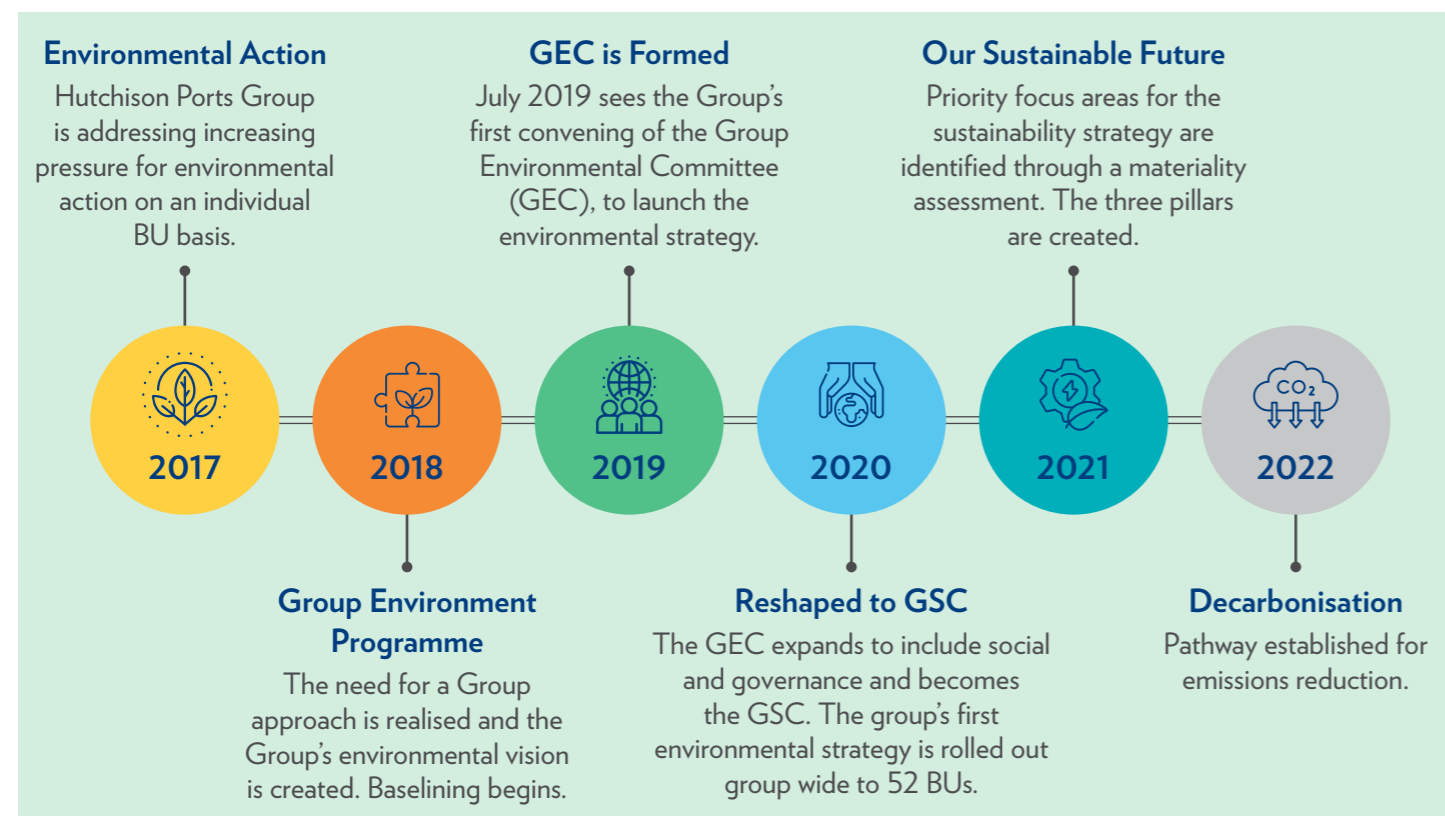 Environmental Action
Hutchison Ports Group
is addressing increasing
pressure for environmental
action on an individual
BU basis.
GEC is Formed
July 2019 sees the Group’s
first convening of the Group
Environmental Committee
(GEC), to launch the
environmental strategy.
Our Sustainable Future
Priority focus areas for the
sustainability strategy are
identified through a materiality
assessment. The three pillars
are created.
2017
2018
2019
2020
2021
CO₂
2022
Group Environment
Programme
The need for a Group
approach is realised and the
Group’s environmental vision
is created. Baselining begins.
Reshaped to GSC
The GEC expands to include social
and governance and becomes
the GSC. The group’s first
environmental strategy is rolled out
group wide to 52 BUs.
Decarbonisation
Pathway established for
emissions reduction.